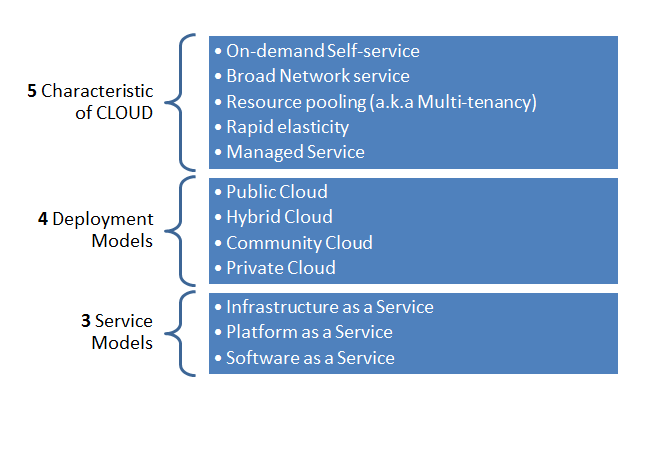 5 Characteristic
of CLOUD
• On-demand Self-service
• Broad Network service
• Resource pooling (a.k.a Multi-tenancy)
• Rapid elasticity
• Managed Service
4 Deployment
Models
• Public Cloud
• Hybrid Cloud
• Community Cloud
• Private Cloud
3 Service
Models
• Infrastructure as a Service
• Platform as a Service
• Software as a Service